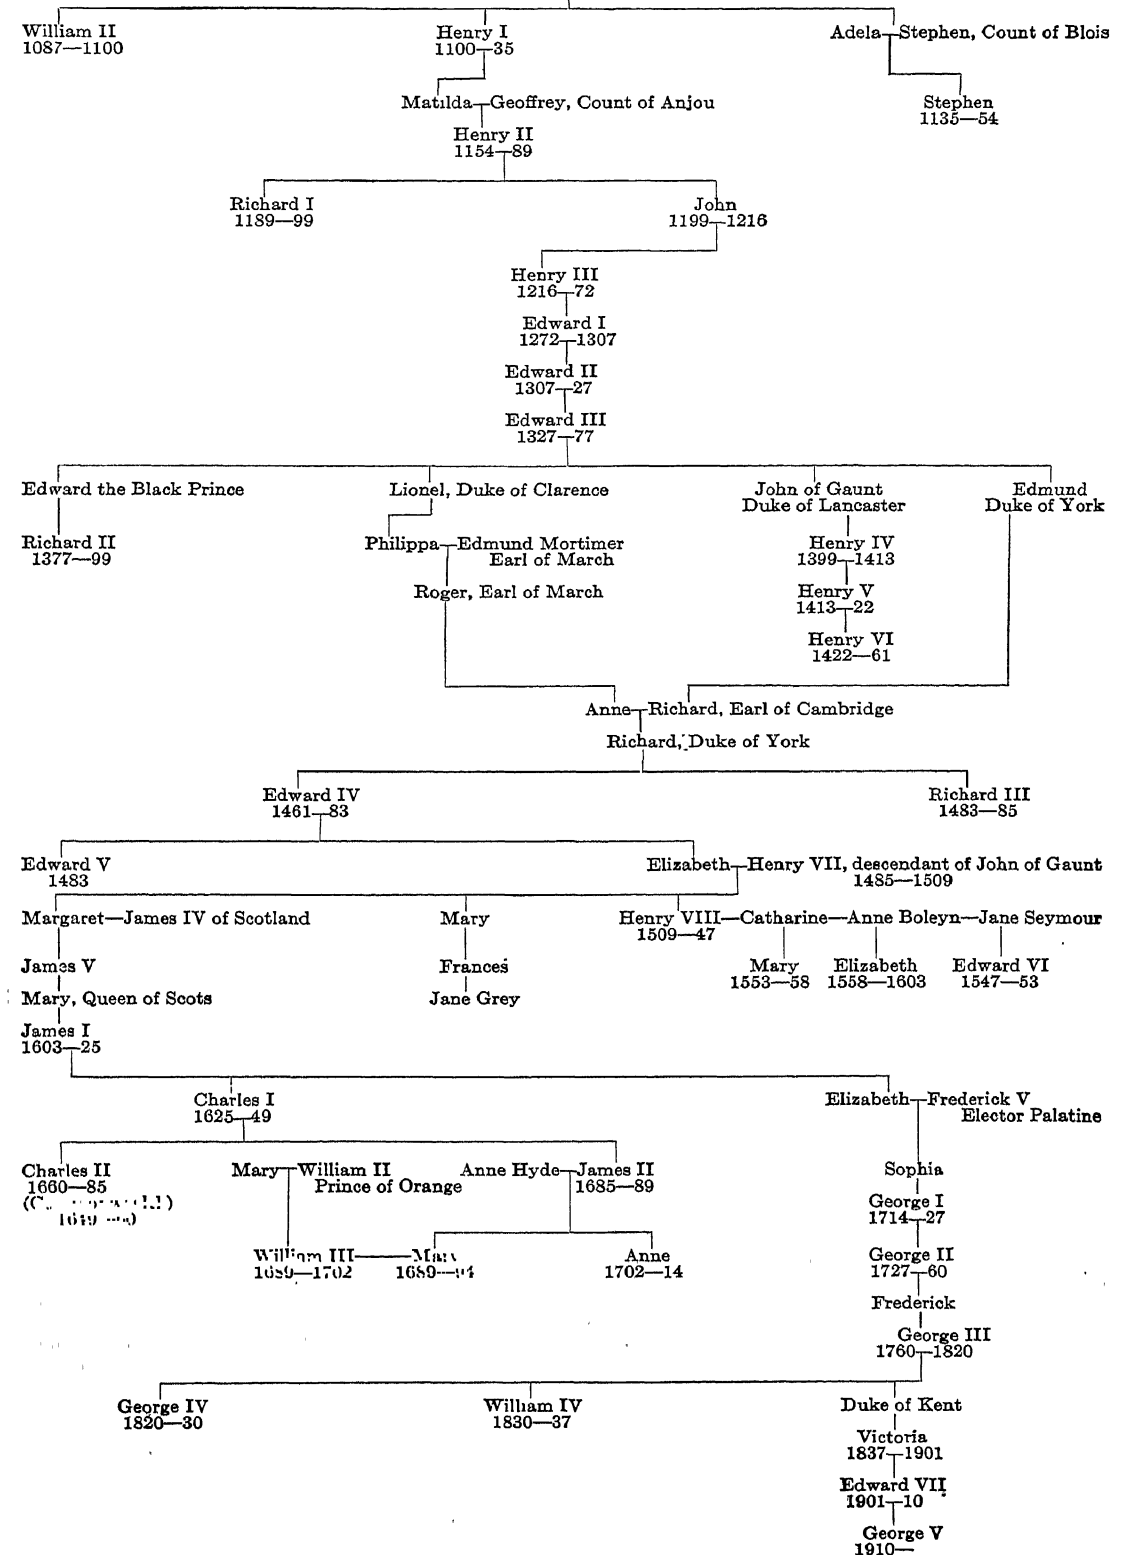 William II Henry I Adela—Stephen, Count of Blois
1087—1100 1100—35
Matilda—Geoffrey, Count of Anjou Stephen
1135—54
Henry II
1154—89
Richard I John
1189—99 1199—1216
Henry III
1216—72
Edward I
1272—1307
Edward II
1307—27
Edward III
1327—77
Edward the Black Prince Lionel, Duke of Clarence John of Gaunt Edmund
Duke of Lancaster Duke of York
Richard II Philippa—Edmund Mortimer Henry IV
1377—99 Earl of March 1399—1413
Roger, Earl of March Henry V
1413—22
Henry VI
1422—61
Anne—Richard, Earl of Cambridge
Richard, Duke of York
Edward IV Richard III
1461—83 1483—85
Edward V Elizabeth—Henry VII, descendant of John of Gaunt
1483 1485—1509
Margaret—James IV of Scotland Mary Henry VIII—Catharine—Anne Boleyn—Jane Seymour
1509—47
James V Frances Mary Elizabeth Edward VI
1553—58 1558—1603 1547—53
Mary, Queen of Scots Jane Grey
James I
1603—25
Charles I Elizabeth—Frederick V
1625—49 Elector Palatine
Charles II Mary—William II Anne Hyde—James II Sophia
1660—85 Prince of Orange 1685—89
George I
1714—27
William III—Mary Anne George II
1689—1702 1689—94 1702—14 1727—60
Frederick
George III
1760—1820
George IV William IV Duke of Kent
1820—30 1830—37
Victoria
1837—1901
Edward VII
1901—10
George V
1910—